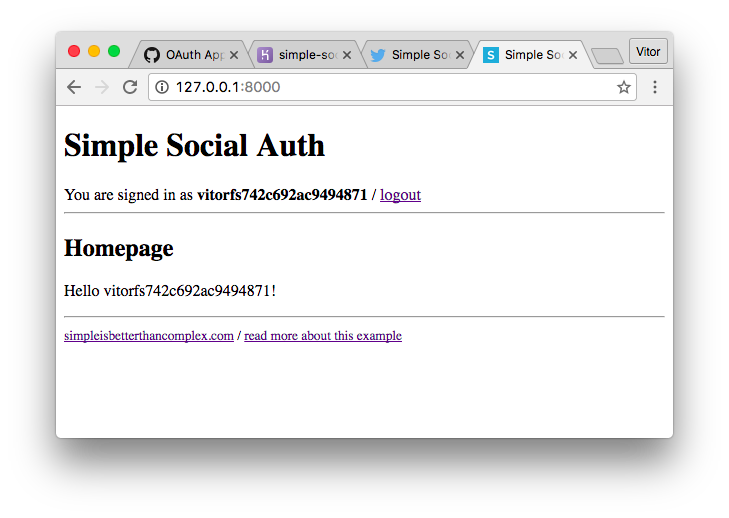 OAuth App simple-so Simple So Simple So Vitor
127.0.0.1:8000
Simple Social Auth
You are signed in as vitorfs742c692ac9494871 / logout
Homepage
Hello vitorfs742c692ac9494871!
simpleisbetterthancomplex.com / read more about this example